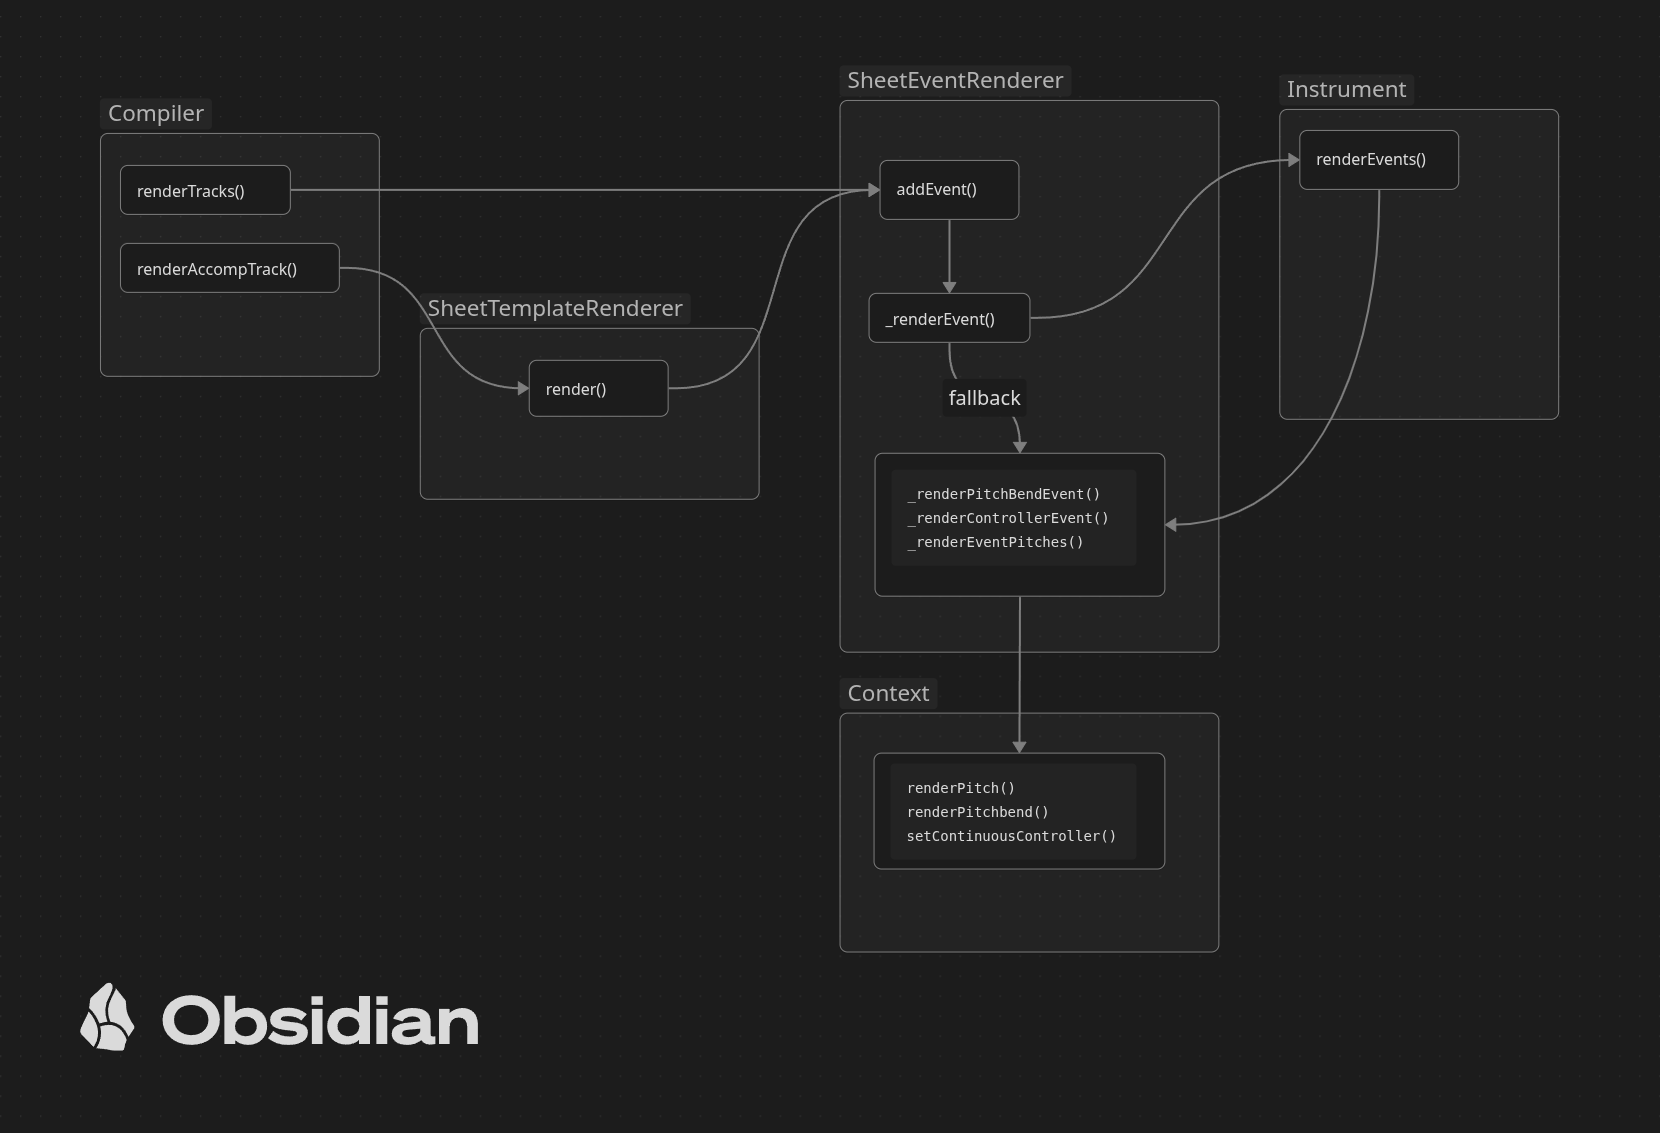 Compiler
renderTracks()
renderAccompTrack()
SheetTemplateRenderer
render()
SheetEventRenderer
addEvent()
_renderEvent()
fallback
_renderPitchBendEvent()
_renderControllerEvent()
_renderEventPitches()
Instrument
renderEvents()
Context
renderPitch()
renderPitchbend()
setContinuousController()
Obsidian